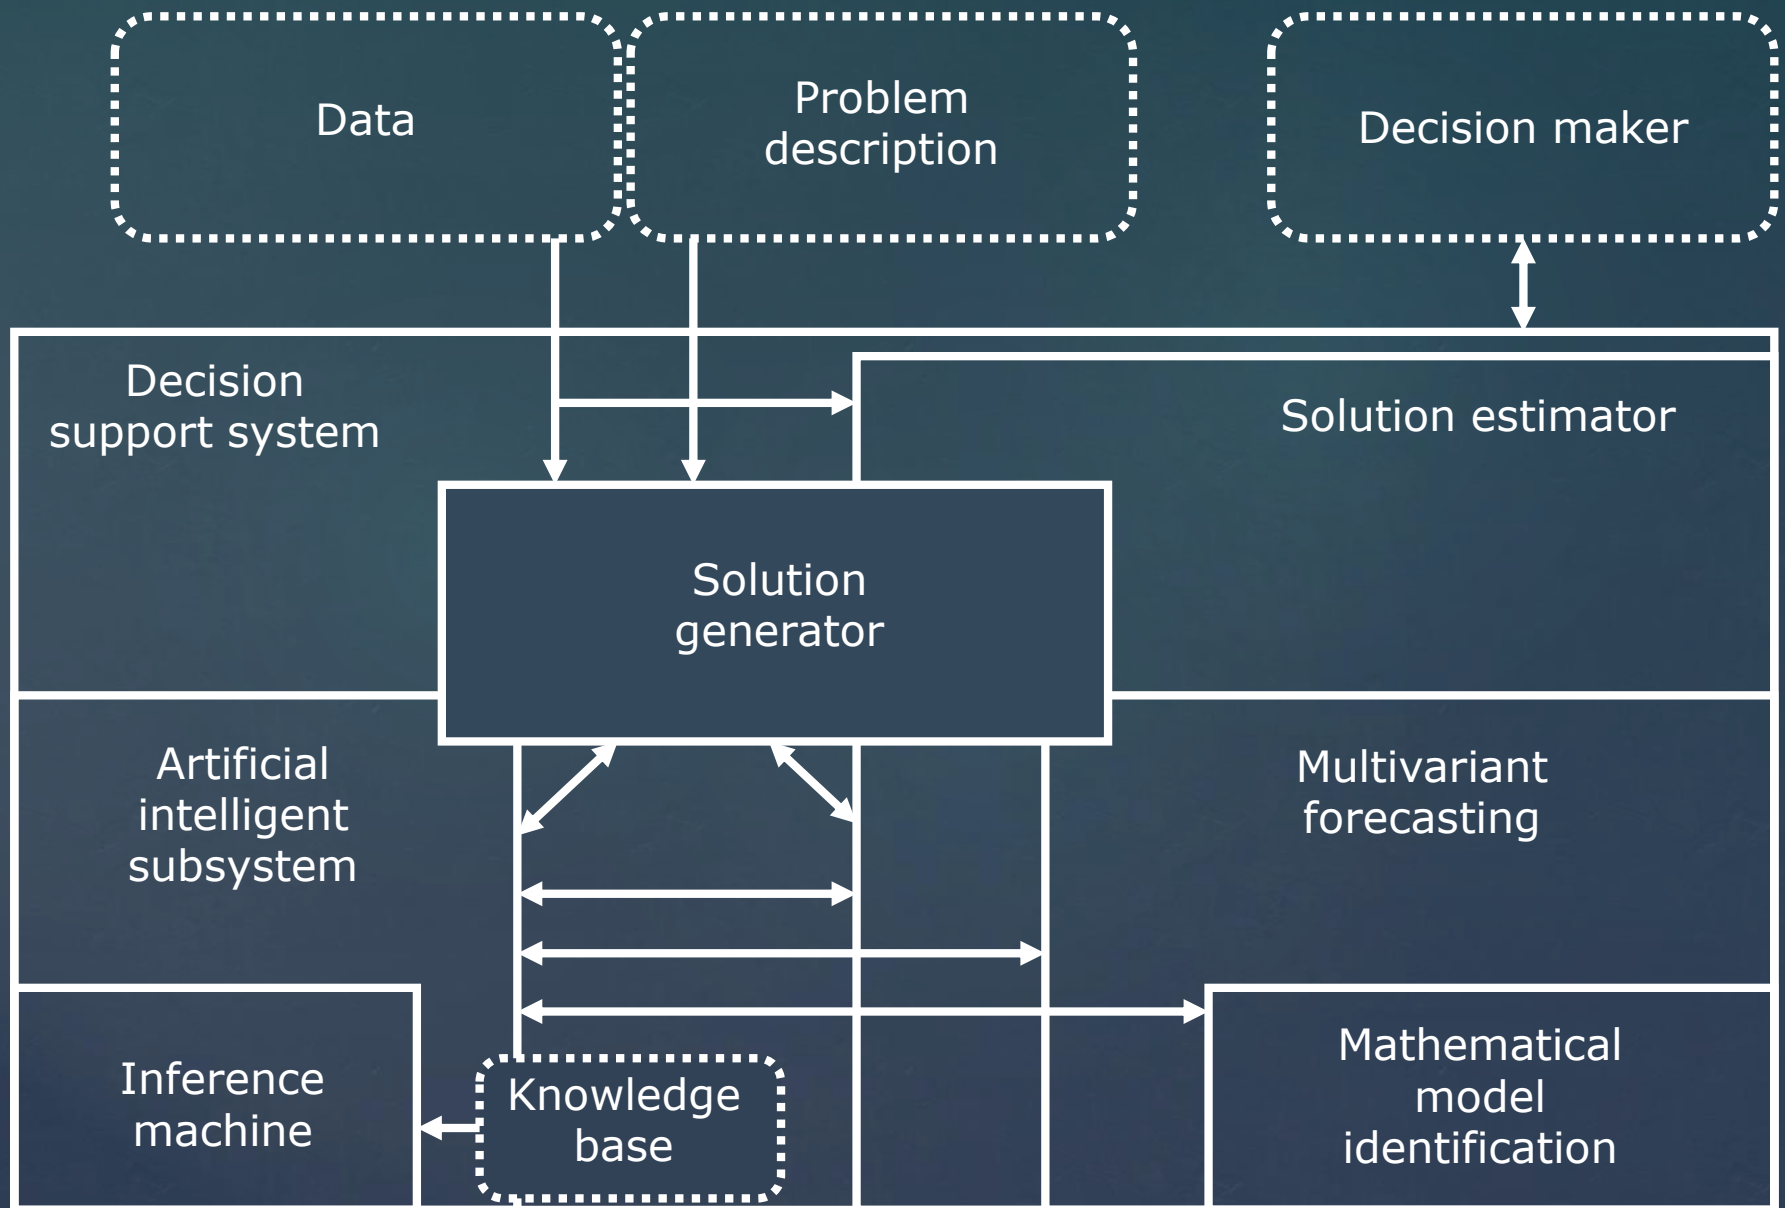 Data
Problem
description
Decision maker
Decision
support system
Solution estimator
Solution
generator
Artificial
intelligent
subsystem
Multivariant
forecasting
Inference
machine
Knowledge
base
Mathematical
model
identification